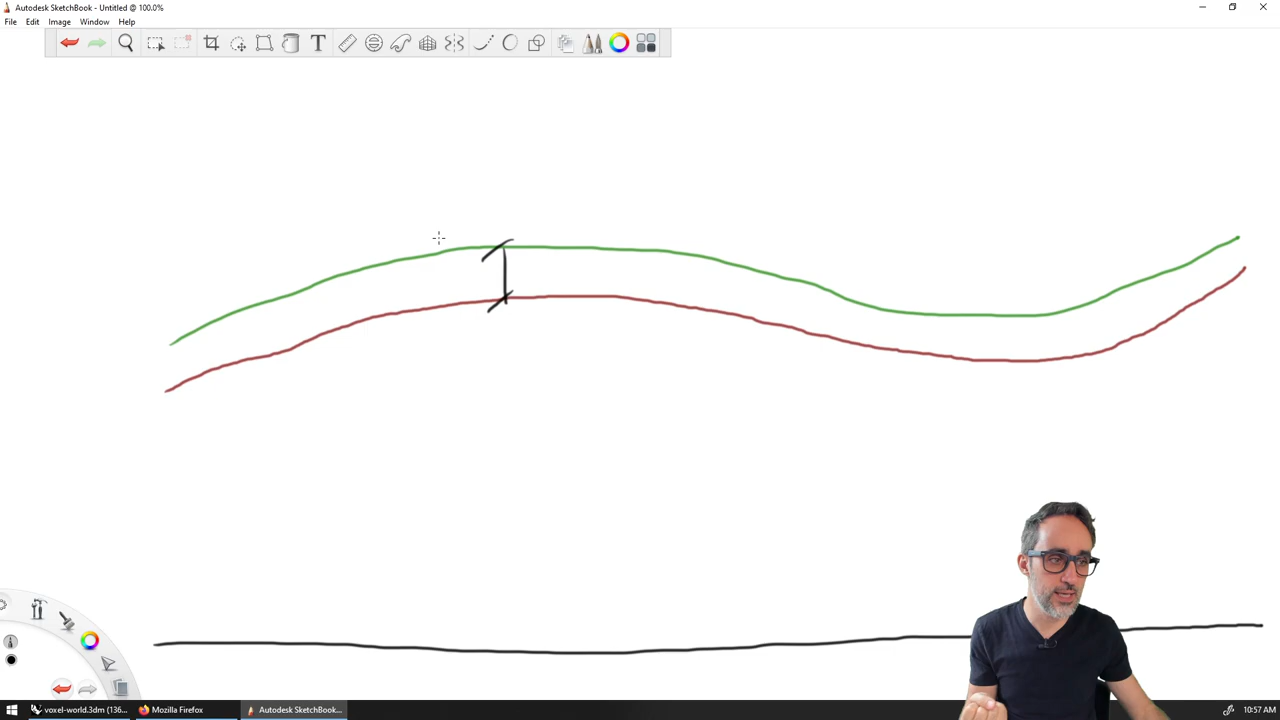 Autodesk SketchBook - Untitled @ 100.0%
File Edit Image Window Help
T
voxel-world.3dm (136...
Mozilla Firefox
Autodesk SketchBook...
10:57 AM